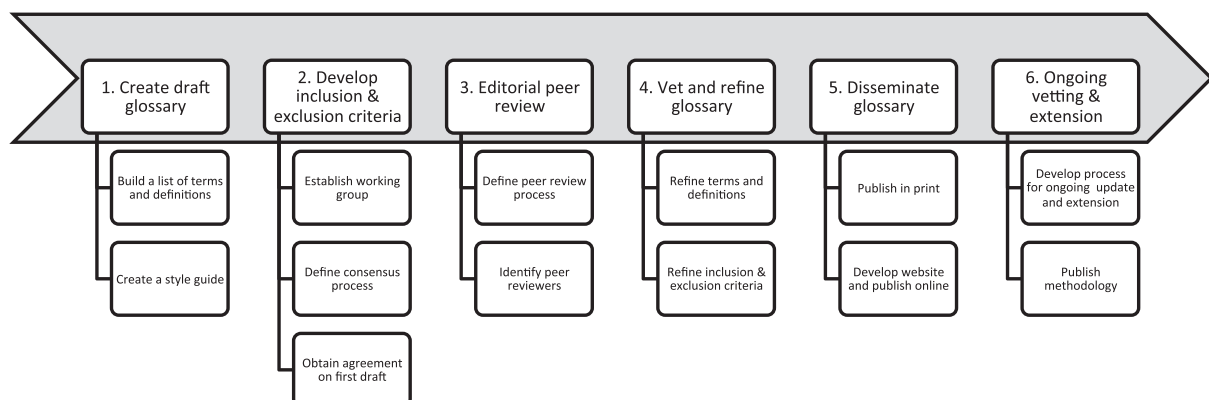 1. Create draft
glossary
Build a list of terms
and definitions
Create a style guide
2. Develop
inclusion &
exclusion criteria
Establish working
group
Define consensus
process
Obtain agreement
on first draft
3. Editorial peer
review
Define peer review
process
Identify peer
reviewers
4. Vet and refine
glossary
Refine terms and
definitions
Refine inclusion &
exclusion criteria
5. Disseminate
glossary
Publish in print
Develop website
and publish online
6. Ongoing
vetting &
extension
Develop process
for ongoing update
and extension
Publish
methodology